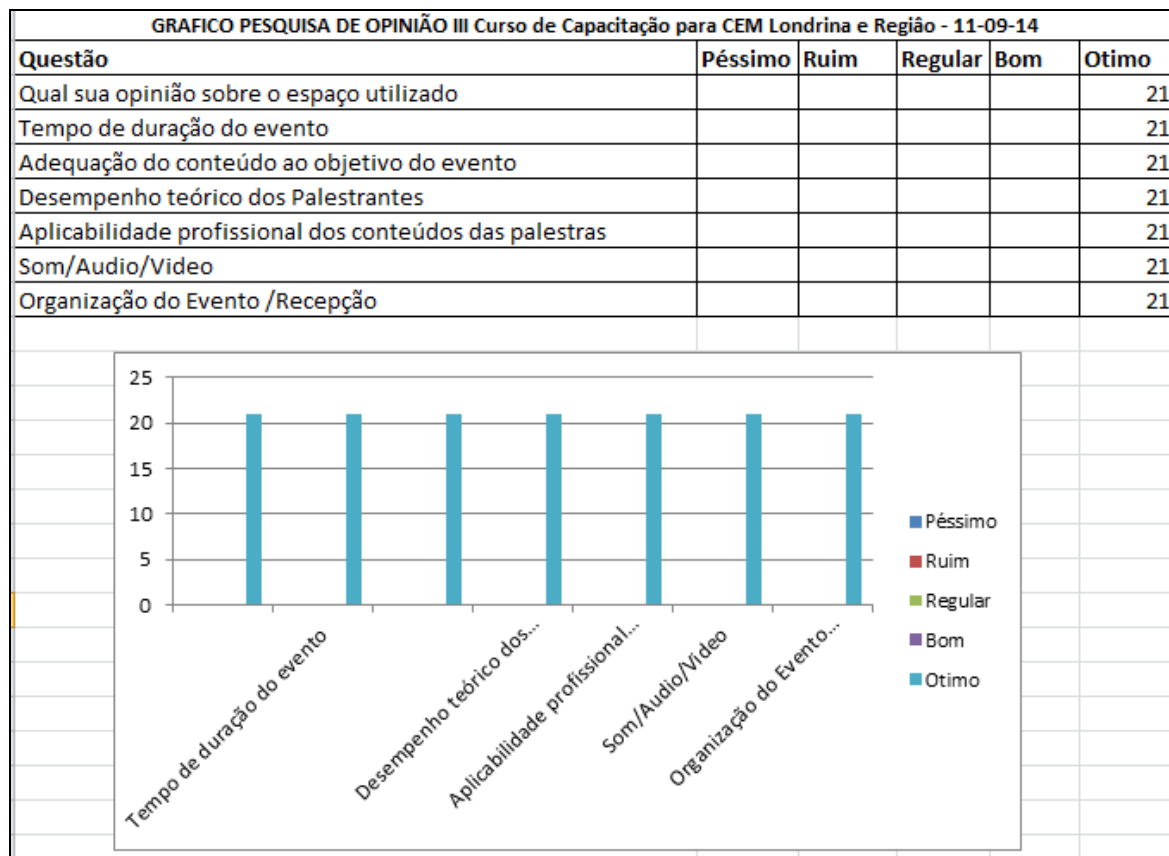 GRAFICO PESQUISA DE OPINIÃO III Curso de Capacitação para CEM Londrina e Região - 11-09-14
Questão Péssimo Ruim Regular Bom Otimo
Qual sua opinião sobre o espaço utilizado 21
Tempo de duração do evento 21
Adequação do conteúdo ao objetivo do evento 21
Desempenho teórico dos Palestrantes 21
Aplicabilidade profissional dos conteúdos das palestras 21
Som/Audio/Video 21
Organização do Evento /Recepção 21
25
20
15
10
5
0
Tempo de duração do evento
Desempenho teórico dos...
Aplicabilidade profissional...
Som/Audio/Video
Organização do Evento...
Péssimo
Ruim
Regular
Bom
Otimo